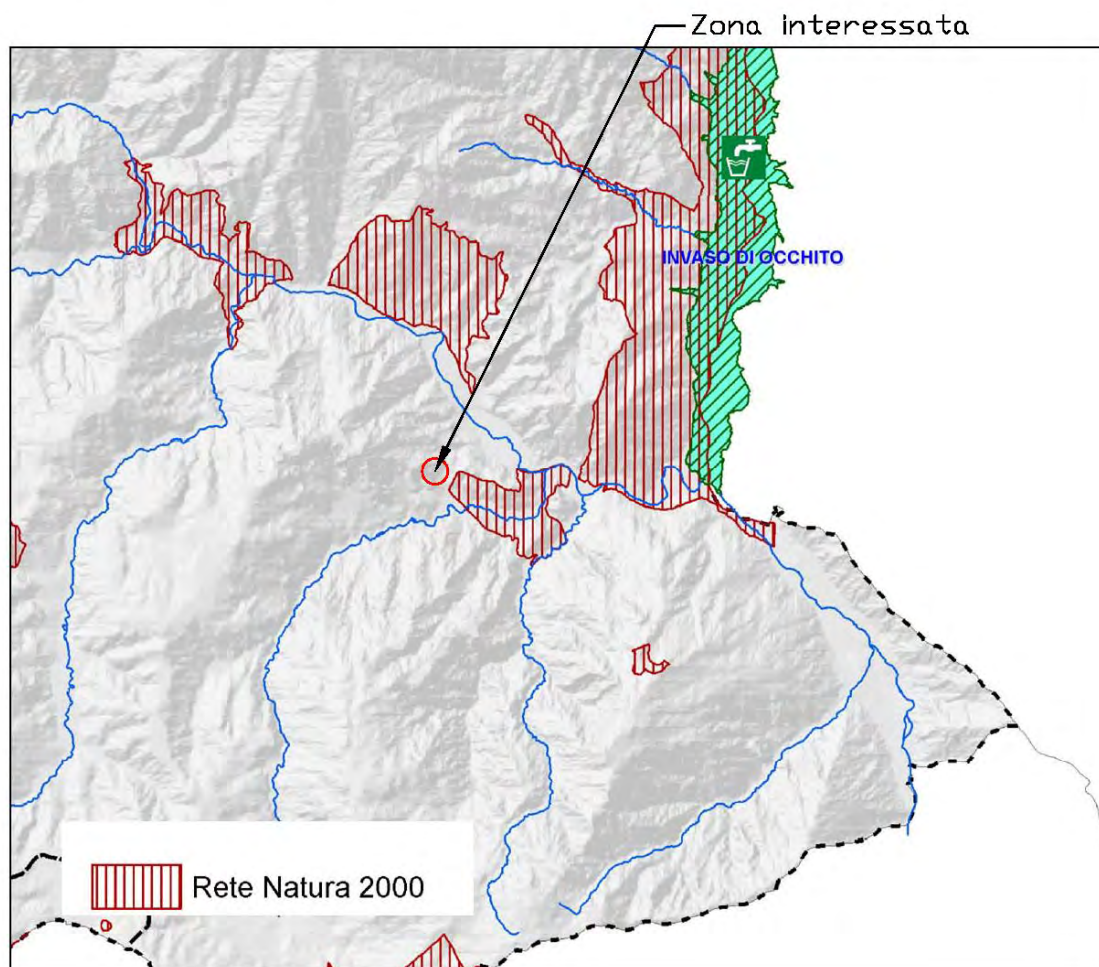 Zona interessata
INVASO DI OCCHITO
Rete Natura 2000